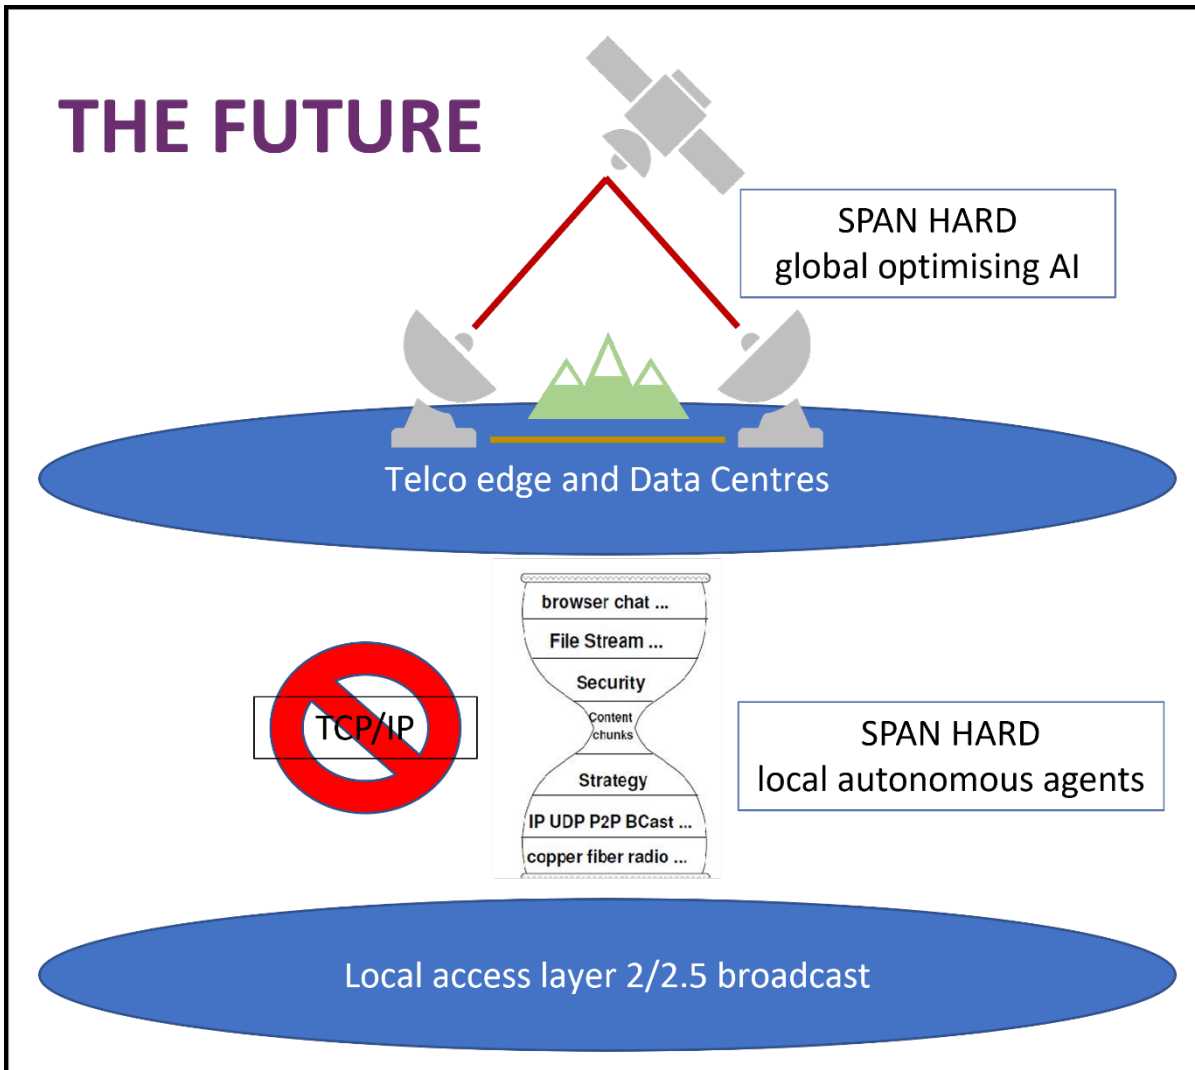 THE FUTURE
SPAN HARD
global optimising AI
Telco edge and Data Centres
browser chat ...
File Stream ...
Security
Content
chunks
Strategy
IP UDP P2P BCast ...
copper fiber radio ...
TCP/IP
SPAN HARD
local autonomous agents
Local access layer 2/2.5 broadcast